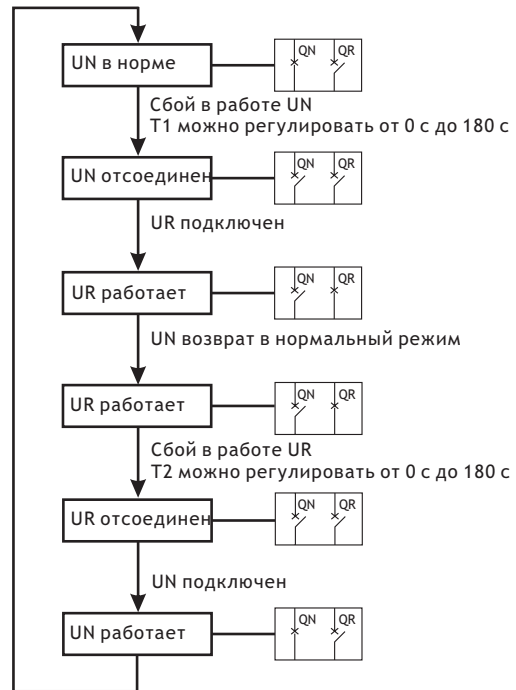 UN в норме
QN QR
Сбой в работе UN
Т1 можно регулировать от 0 с до 180 с
UN отсоединен
QN QR
UR подключен
UR работает
QN QR
UN возврат в нормальный режим
UR работает
QN QR
Сбой в работе UR
Т2 можно регулировать от 0 с до 180 с
UR отсоединен
QN QR
UN подключен
UN работает
QN QR